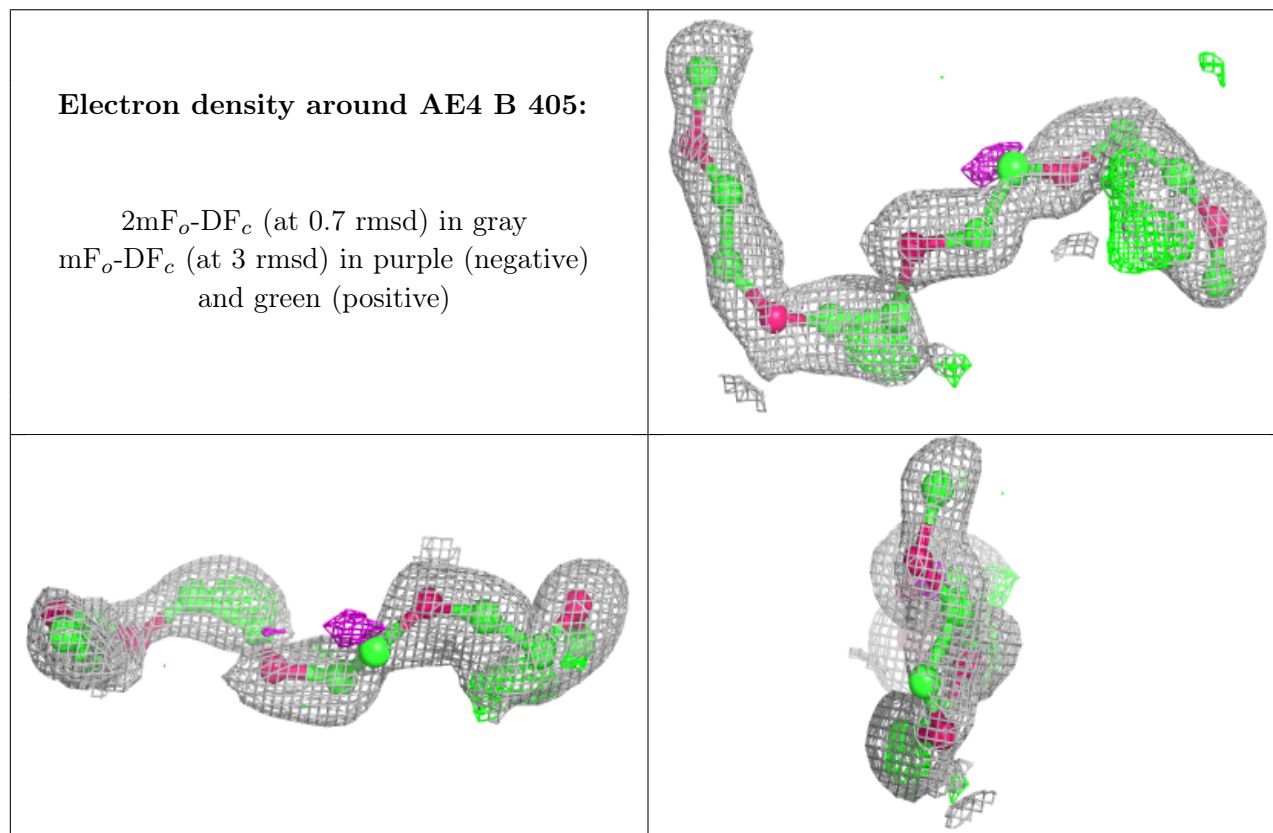 Electron density around AE4 B 405:
2mFₒ-DF𝒸 (at 0.7 rmsd) in gray
mFₒ-DF𝒸 (at 3 rmsd) in purple (negative)
and green (positive)